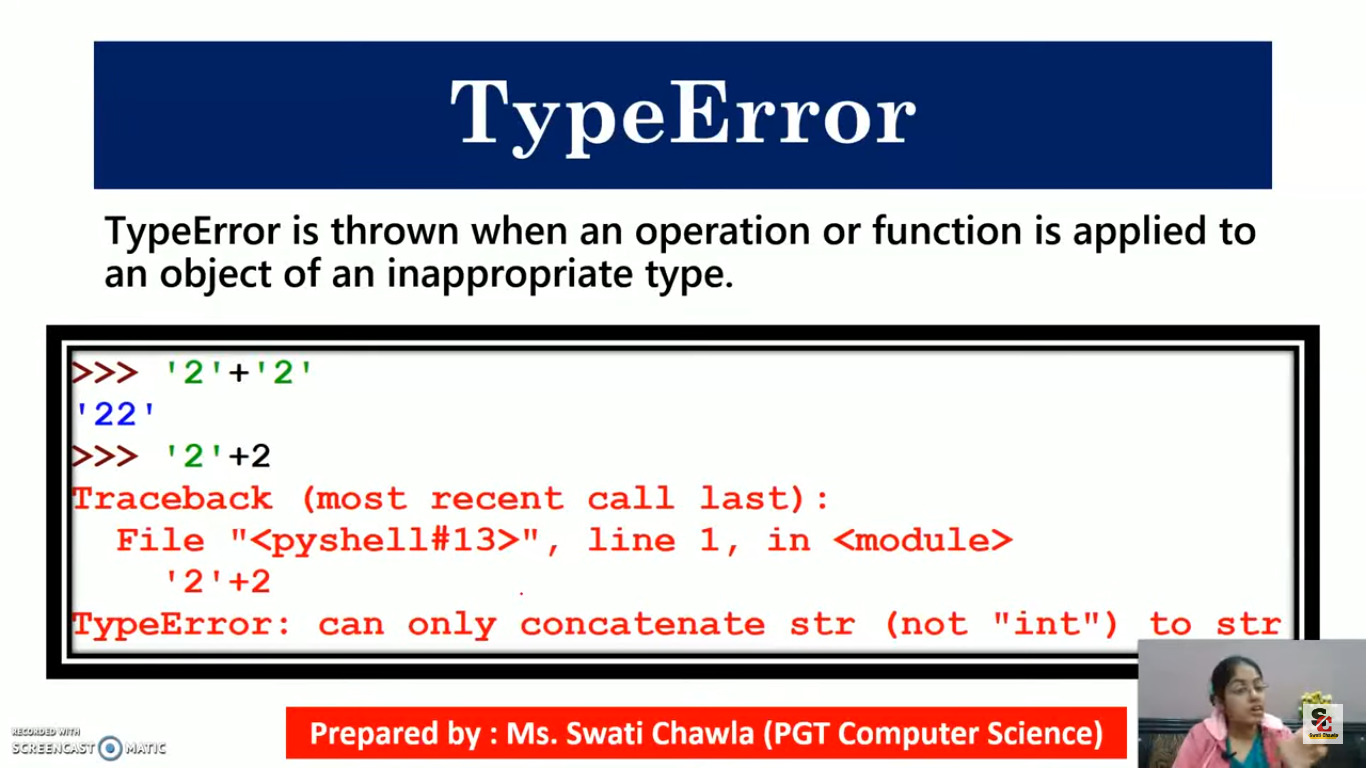 TypeError
TypeError is thrown when an operation or function is applied to
an object of an inappropriate type.
>>> '2'+'2'
'22'
>>> '2'+2
Traceback (most recent call last):
  File "<pyshell#13>", line 1, in <module>
    '2'+2
TypeError: can only concatenate str (not "int") to str
Prepared by : Ms. Swati Chawla (PGT Computer Science)
RECORDED WITH
SCREENCAST MATIC
Swati Chawla